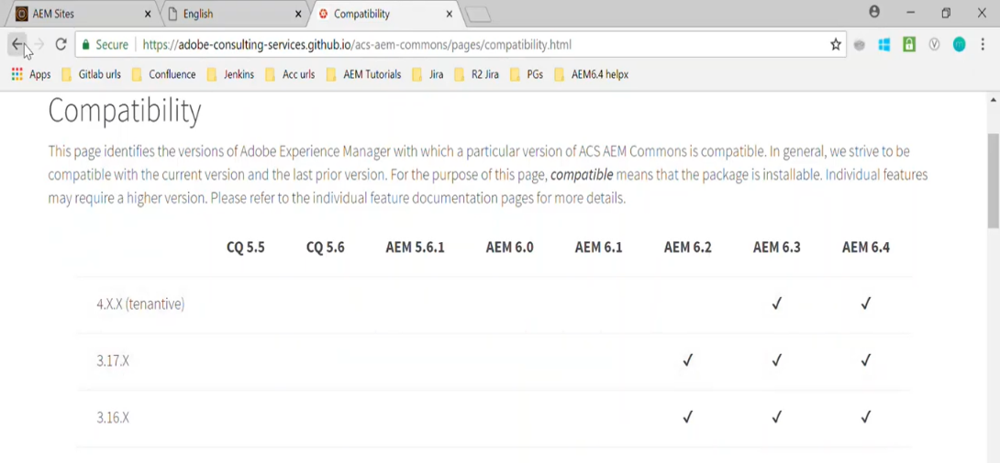 AEM Sites
English
Compatibility
Secure https://adobe-consulting-services.github.io/acs-aem-commons/pages/compatibility.html
Apps Gitlab urls Confluence Jenkins Acc urls AEM Tutorials Jira R2 Jira PGs AEM6.4 helpx
Compatibility
This page identifies the versions of Adobe Experience Manager with which a particular version of ACS AEM Commons is compatible. In general, we strive to be
compatible with the current version and the last prior version. For the purpose of this page, compatible means that the package is installable. Individual features
may require a higher version. Please refer to the individual feature documentation pages for more details.
CQ 5.5 CQ 5.6 AEM 5.6.1 AEM 6.0 AEM 6.1 AEM 6.2 AEM 6.3 AEM 6.4
4.X.X (tenantive) ✓ ✓
3.17.X ✓ ✓ ✓
3.16.X ✓ ✓ ✓